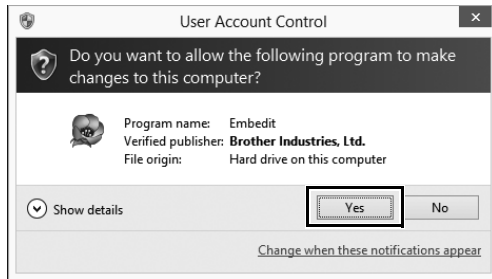 User Account Control
Do you want to allow the following program to make
changes to this computer?
Program name: Embedit
Verified publisher: Brother Industries, Ltd.
File origin: Hard drive on this computer
Show details
Yes
No
Change when these notifications appear